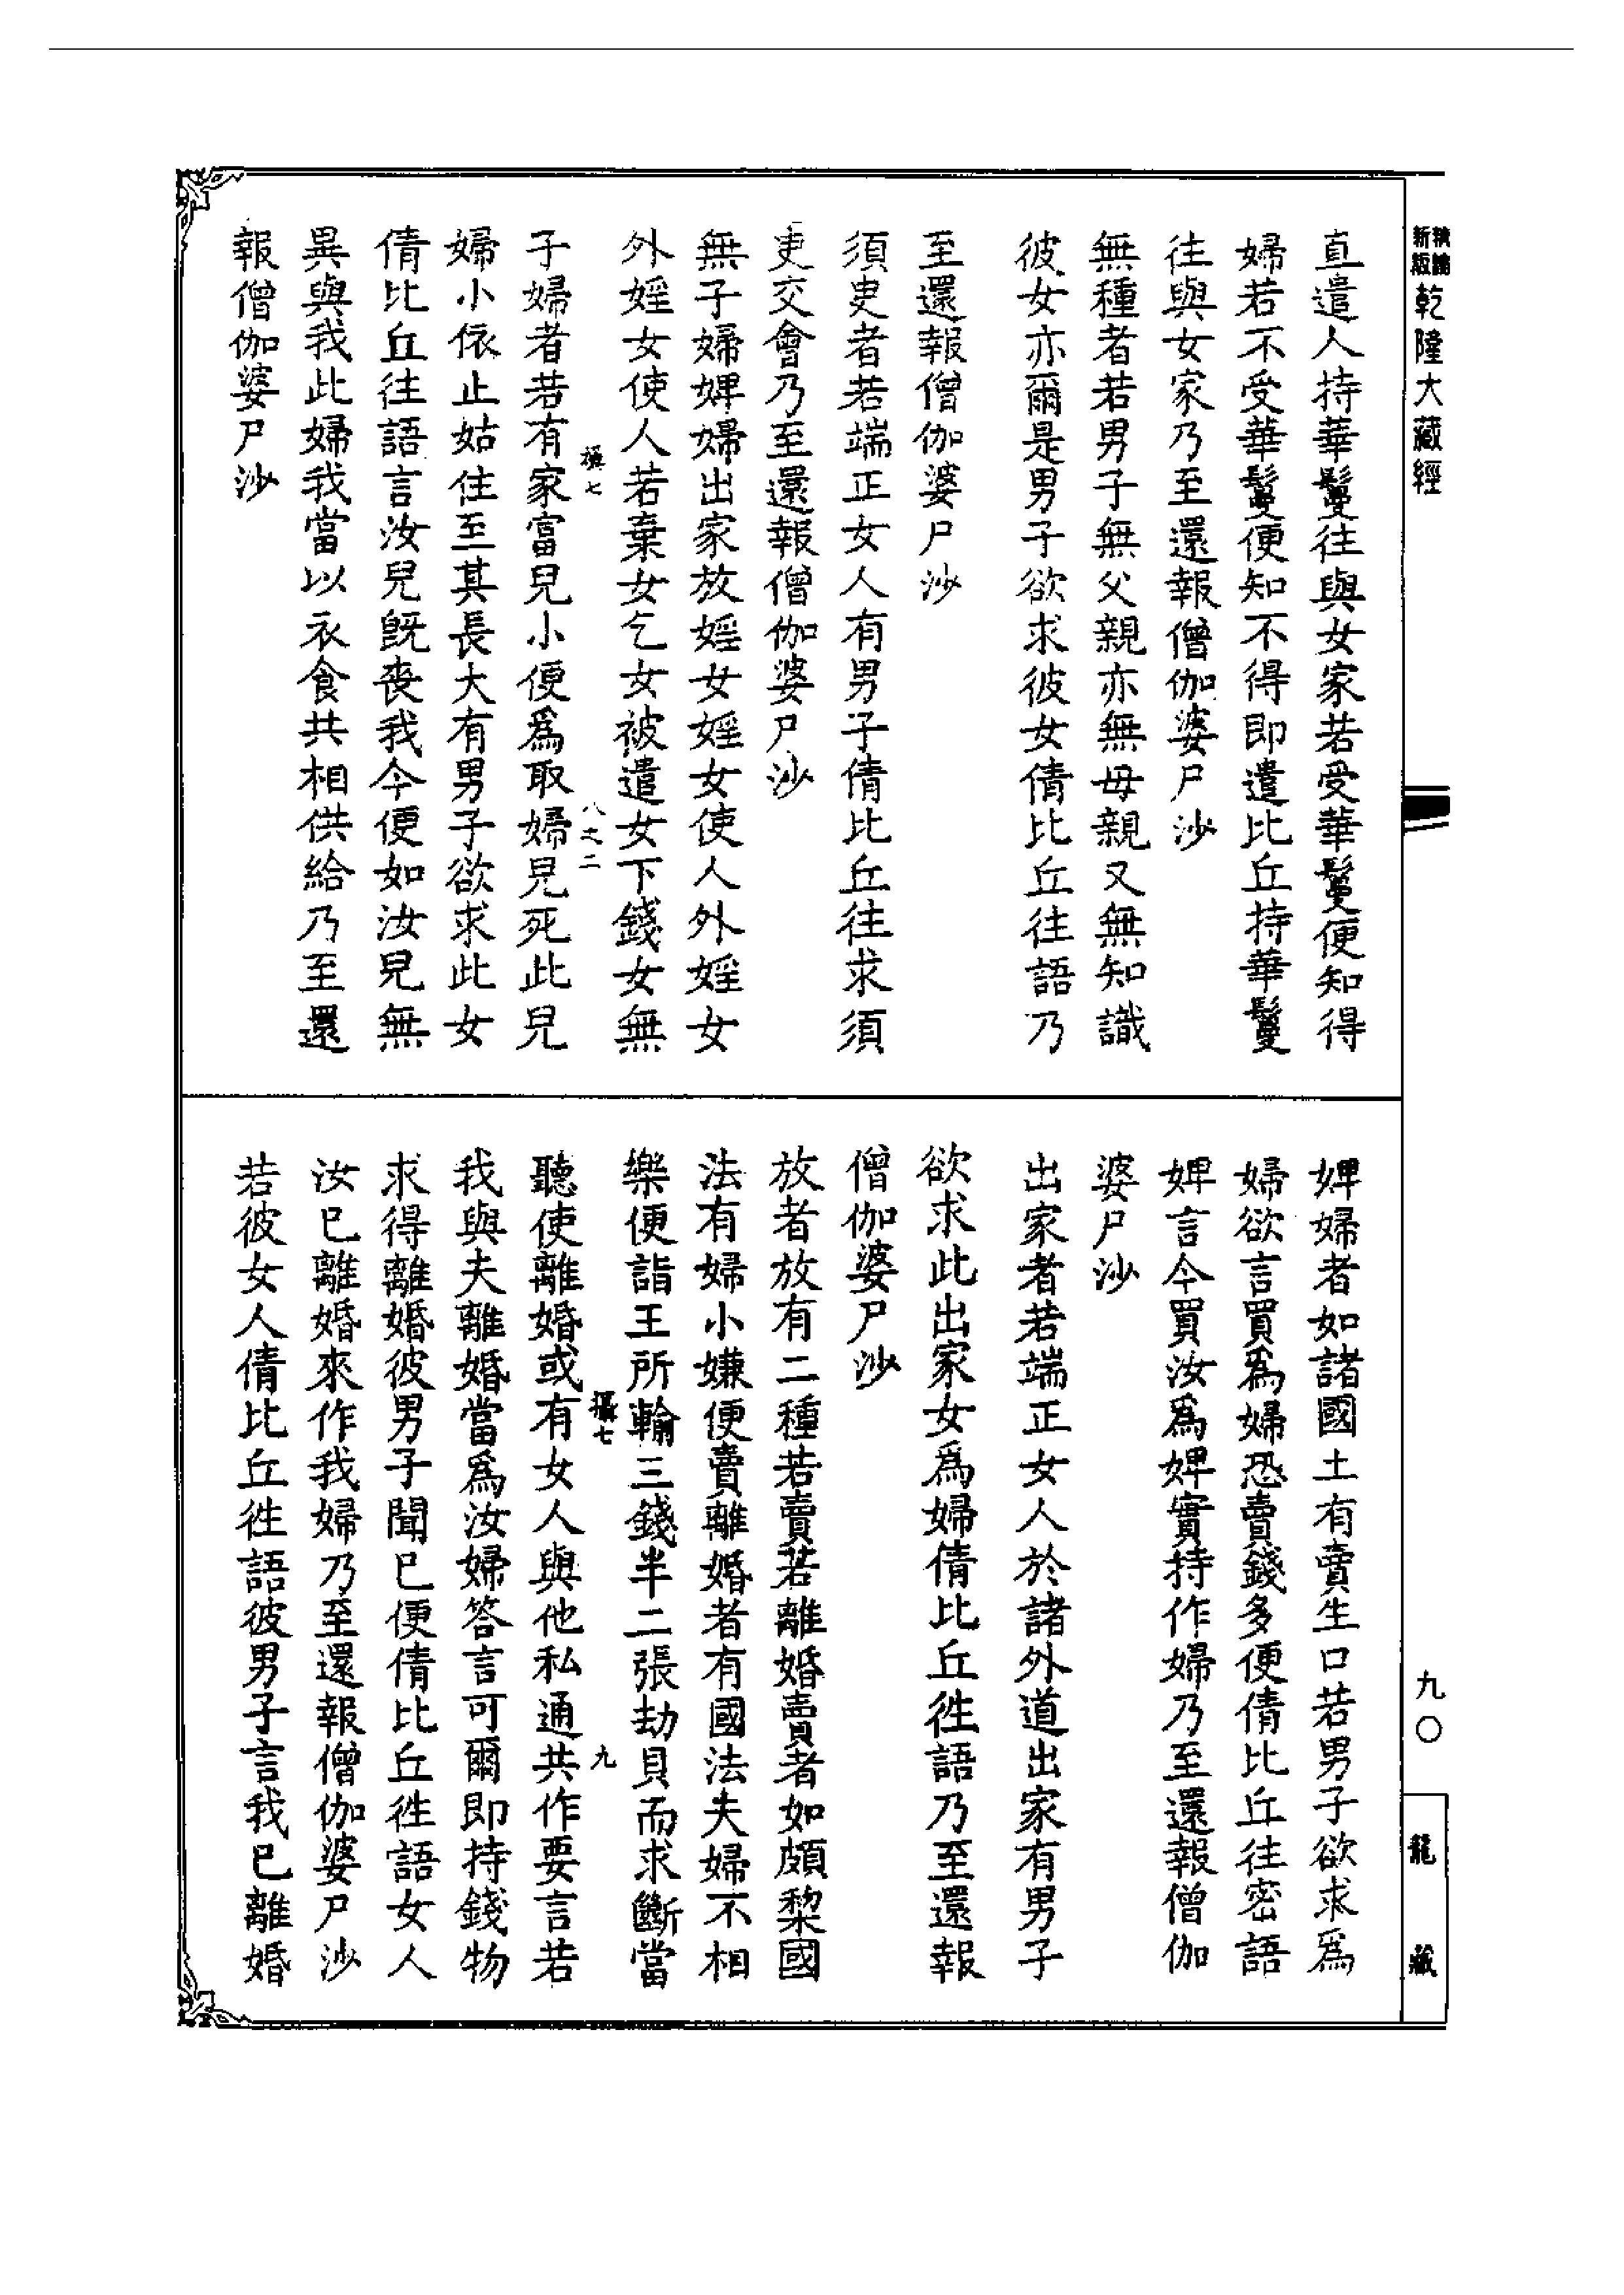 新版
乾隆大藏經
直遣人持華鬘往與女家若受華鬘便知得
婦若不受華鬘便知不得即遣比丘持華鬘
往與女家乃至還報僧伽婆尸沙
無種者若男子無父親亦無母親又無知識
彼女亦爾是男子欲求彼女倩比丘往語乃
至還報僧伽婆尸沙
須臾者若端正女人有男子倩比丘往求須
臾交會乃至還報僧伽婆尸沙
無子婦婢婦出家放婬女婬女使人外婬女
外婬女使人若棄女乞女被遣女下錢女無
攝七
八之二
子婦者若有家富兒小便爲取婦兒死此兒
婦小依止姑住至其長大有男子欲求此女
倩比丘往語言汝兒旣喪我今便如汝兒無
異與我此婦我當以衣食共相供給乃至還
報僧伽婆尸沙
婢婦者如諸國土有賣生口若男子欲求爲
婦欲言買爲婦恐賣錢多便倩比丘往密語
婢言今買汝爲婢實持作婦乃至還報僧伽
婆尸沙
出家者若端正女人於諸外道出家有男子
欲求此出家女爲婦倩比丘徃語乃至還報
僧伽婆尸沙
放者放有二種若賣若離婚賣者如頗棃國
法有婦小嫌便賣離婚者有國法夫婦不相
樂便詣王所輸三錢半二張劫貝而求斷當
攝七
九
聽使離婚或有女人與他私通共作要言若
我與夫離婚當爲汝婦答言可爾即持錢物
求得離婚彼男子聞已便倩比丘徃語女人
汝已離婚來作我婦乃至還報僧伽婆尸沙
若彼女人倩比丘徃語彼男子言我已離婚
九〇
龍藏